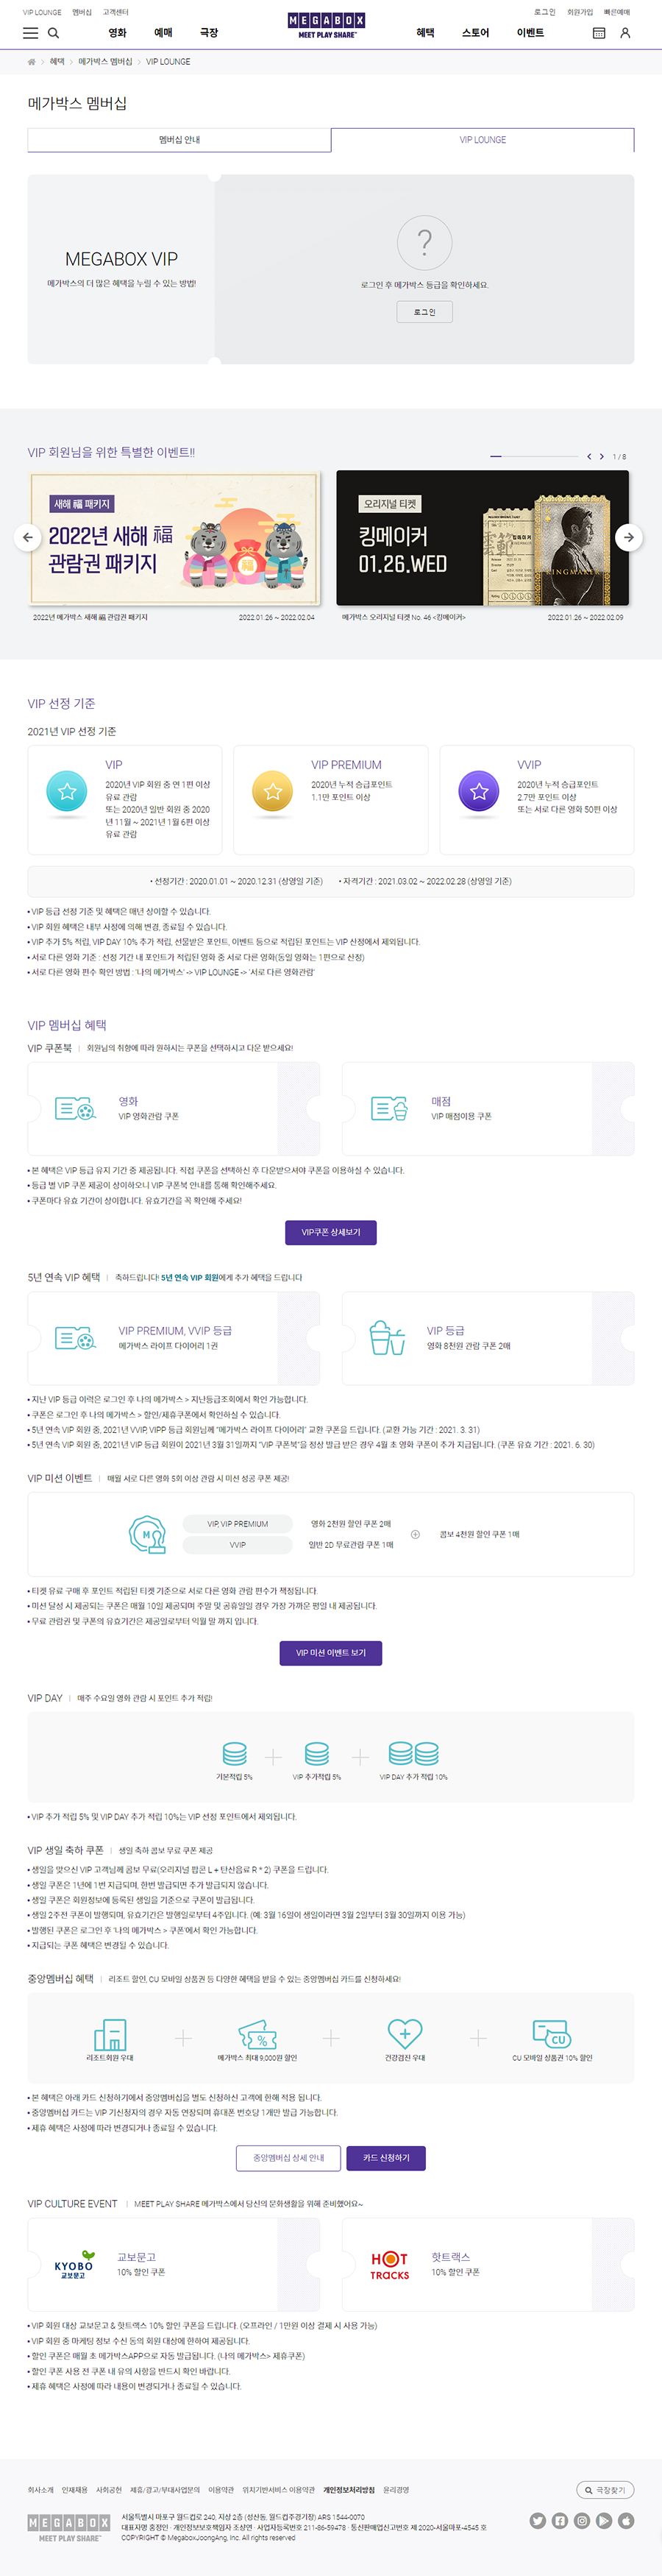 VIP LOUNGE 멤버십 고객센터
로그인 회원가입 빠른예매
MEGABOX
MEET PLAY SHARE™
영화 예매 극장
혜택 스토어 이벤트
혜택 > 메가박스 멤버십 > VIP LOUNGE
메가박스 멤버십
멤버십 안내
VIP LOUNGE
MEGABOX VIP
메가박스의 더 많은 혜택을 누릴 수 있는 방법!
?
로그인 후 메가박스 등급을 확인하세요.
로그인
VIP 회원님을 위한 특별한 이벤트!!
1 / 8
새해 福 패키지
2022년 새해 福
관람권 패키지
福
오리지널 티켓
킹메이커
01.26.WED
KINGMAKER
2022년 메가박스 새해 福 관람권 패키지
2022.01.26 ~ 2022.02.04
메가박스 오리지널 티켓 No. 46 <킹메이커>
2022.01.26 ~ 2022.02.09
VIP 선정 기준
2021년 VIP 선정 기준
VIP
2020년 VIP 회원 중 연 1편 이상
유료 관람
또는 2020년 일반 회원 중 2020
년 11월 ~ 2021년 1월 6편 이상
유료 관람
VIP PREMIUM
2020년 누적 승급포인트
1.1만 포인트 이상
VVIP
2020년 누적 승급포인트
2.7만 포인트 이상
또는 서로 다른 영화 50편 이상
• 선정기간 : 2020.01.01 ~ 2020.12.31 (상영일 기준) • 자격기간 : 2021.03.02 ~ 2022.02.28 (상영일 기준)
• VIP 등급 선정 기준 및 혜택은 매년 상이할 수 있습니다.
• VIP 회원 혜택은 내부 사정에 의해 변경, 종료될 수 있습니다.
• VIP 추가 5% 적립, VIP DAY 10% 추가 적립, 선물받은 포인트, 이벤트 등으로 적립된 포인트는 VIP 산정에서 제외됩니다.
• 서로 다른 영화 기준 : 선정 기간 내 포인트가 적립된 영화 중 서로 다른 영화(동일 영화는 1편으로 산정)
• 서로 다른 영화 편수 확인 방법 : '나의 메가박스' -> VIP LOUNGE -> '서로 다른 영화관람'
VIP 멤버십 혜택
VIP 쿠폰북 | 회원님의 취향에 따라 원하시는 쿠폰을 선택하시고 다운 받으세요!
영화
VIP 영화관람 쿠폰
매점
VIP 매점이용 쿠폰
• 본 혜택은 VIP 등급 유지 기간 중 제공됩니다. 직접 쿠폰을 선택하신 후 다운받으셔야 쿠폰을 이용하실 수 있습니다.
• 등급 별 VIP 쿠폰 제공이 상이하오니 VIP 쿠폰북 안내를 통해 확인해주세요.
• 쿠폰마다 유효 기간이 상이합니다. 유효기간을 꼭 확인해 주세요!
VIP쿠폰 상세보기
5년 연속 VIP 혜택 | 축하드립니다! 5년 연속 VIP 회원에게 추가 혜택을 드립니다
VIP PREMIUM, VVIP 등급
메가박스 라이프 다이어리 1권
VIP 등급
영화 8천원 관람 쿠폰 2매
• 지난 VIP 등급 이력은 로그인 후 나의 메가박스 > 지난등급조회에서 확인 가능합니다.
• 쿠폰은 로그인 후 나의 메가박스 > 할인/제휴쿠폰에서 확인하실 수 있습니다.
• 5년 연속 VIP 회원 중, 2021년 VVIP, VIPP 등급 회원님께 "메가박스 라이프 다이어리" 교환 쿠폰을 드립니다. (교환 가능 기간 : 2021. 3. 31)
• 5년 연속 VIP 회원 중, 2021년 VIP 등급 회원이 2021년 3월 31일까지 "VIP 쿠폰북"을 정상 발급 받은 경우 4월 초 영화 쿠폰이 추가 지급됩니다. (쿠폰 유효 기간 : 2021. 6. 30)
VIP 미션 이벤트 | 매월 서로 다른 영화 5회 이상 관람 시 미션 성공 쿠폰 제공!
M
VIP, VIP PREMIUM
영화 2천원 할인 쿠폰 2매
콤보 4천원 할인 쿠폰 1매
VVIP
일반 2D 무료관람 쿠폰 1매
• 티켓 유료 구매 후 포인트 적립된 티켓 기준으로 서로 다른 영화 관람 편수가 책정됩니다.
• 미션 달성 시 제공되는 쿠폰은 매월 10일 제공되며 주말 및 공휴일일 경우 가장 가까운 평일 내 제공됩니다.
• 무료 관람권 및 쿠폰의 유효기간은 제공일로부터 익월 말 까지 입니다.
VIP 미션 이벤트 보기
VIP DAY | 매주 수요일 영화 관람 시 포인트 추가 적립!
기본적립 5%
VIP 추가적립 5%
VIP DAY 추가 적립 10%
• VIP 추가 적립 5% 및 VIP DAY 추가 적립 10%는 VIP 선정 포인트에서 제외됩니다.
VIP 생일 축하 쿠폰 | 생일 축하 콤보 무료 쿠폰 제공
• 생일을 맞으신 VIP 고객님께 콤보 무료(오리지널 팝콘 L + 탄산음료 R * 2) 쿠폰을 드립니다.
• 생일 쿠폰은 1년에 1번 지급되며, 한번 발급되면 추가 발급되지 않습니다.
• 생일 쿠폰은 회원정보에 등록된 생일을 기준으로 쿠폰이 발급됩니다.
• 생일 2주전 쿠폰이 발행되며, 유효기간은 발행일로부터 4주입니다. (예. 3월 16일이 생일이라면 3월 2일부터 3월 30일까지 이용 가능)
• 발행된 쿠폰은 로그인 후 '나의 메가박스 > 쿠폰'에서 확인 가능합니다.
• 지급되는 쿠폰 혜택은 변경될 수 있습니다.
중앙멤버십 혜택 | 리조트 할인, CU 모바일 상품권 등 다양한 혜택을 받을 수 있는 중앙멤버십 카드를 신청하세요!
%
CU
리조트회원 우대
메가박스 최대 9,000원 할인
건강검진 우대
CU 모바일 상품권 10% 할인
• 본 혜택은 아래 카드 신청하기에서 중앙멤버십을 별도 신청하신 고객에 한해 적용 됩니다.
• 중앙멤버십 카드는 VIP 기신청자의 경우 자동 연장되며 휴대폰 번호당 1개만 발급 가능합니다.
• 제휴 혜택은 사정에 따라 변경되거나 종료될 수 있습니다.
중앙멤버십 상세 안내
카드 신청하기
VIP CULTURE EVENT | MEET PLAY SHARE 메가박스에서 당신의 문화생활을 위해 준비했어요~
KYOBO
교보문고
교보문고
10% 할인 쿠폰
HOT
TRACKS
핫트랙스
10% 할인 쿠폰
• VIP 회원 대상 교보문고 & 핫트랙스 10% 할인 쿠폰을 드립니다. (오프라인 / 1만원 이상 결제 시 사용 가능)
• VIP 회원 중 마케팅 정보 수신 동의 회원 대상에 한하여 제공됩니다.
• 할인 쿠폰은 매월 초 메가박스APP으로 자동 발급됩니다. (나의 메가박스> 제휴쿠폰)
• 할인 쿠폰 사용 전 쿠폰 내 유의 사항을 반드시 확인 바랍니다.
• 제휴 혜택은 사정에 따라 내용이 변경되거나 종료될 수 있습니다.
회사소개 인재채용 사회공헌 제휴/광고/부대사업문의 이용약관 위치기반서비스 이용약관 개인정보처리방침 윤리경영
극장찾기
MEGABOX
MEET PLAY SHARE™
서울특별시 마포구 월드컵로 240, 지상 2층 (성산동, 월드컵주경기장) ARS 1544-0070
대표자명 홍정인 · 개인정보보호책임자 조상연 · 사업자등록번호 211-86-59478 · 통신판매업신고번호 제 2020-서울마포-4545 호
COPYRIGHT © MegaboxJoongAng, Inc. All rights reserved